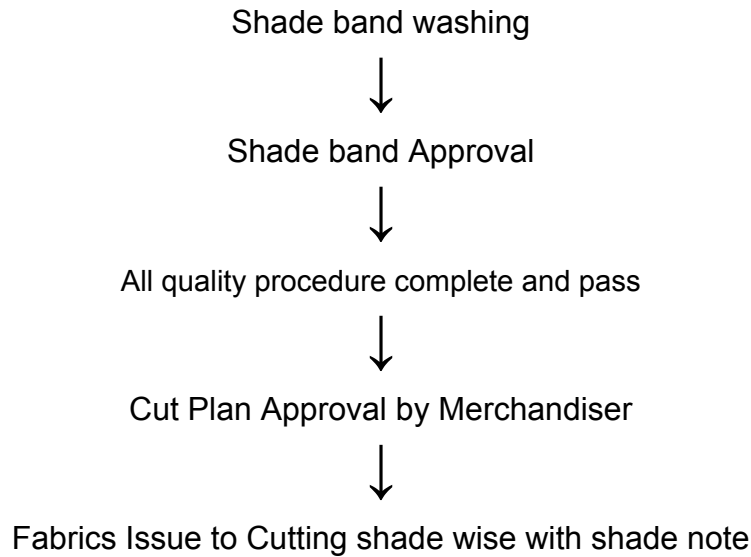 Shade band washing
Shade band Approval
All quality procedure complete and pass
Cut Plan Approval by Merchandiser
Fabrics Issue to Cutting shade wise with shade note